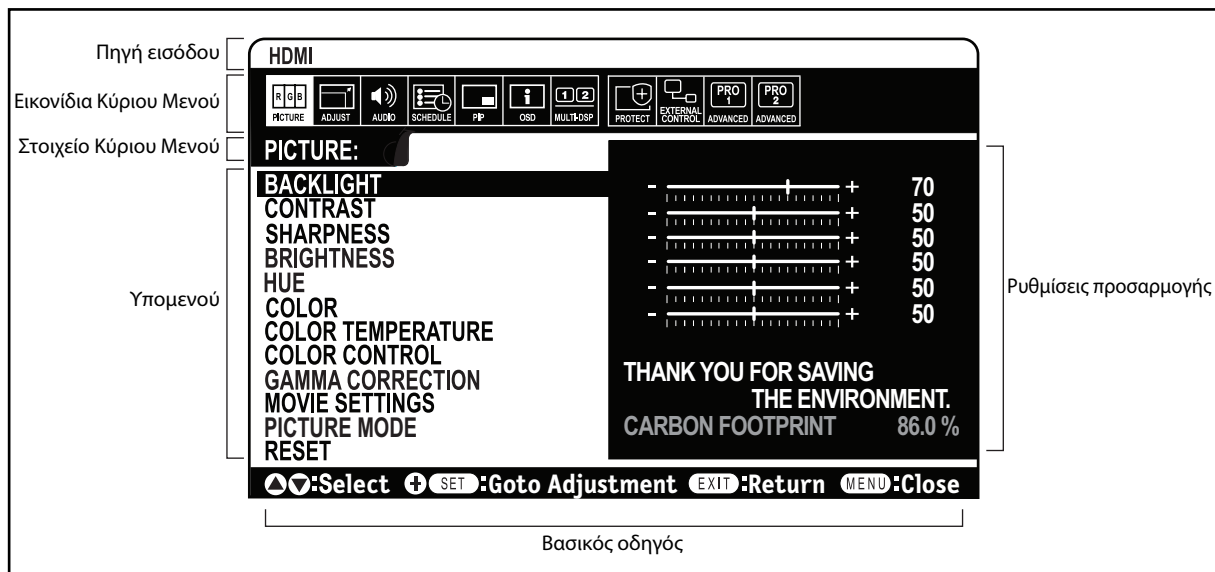 Πηγή εισόδου
HDMI
Εικονίδια Κύριου Μενού
R G B
PICTURE
ADJUST
AUDIO
SCHEDULE
PIP
OSD
1 2
MULTI-DSP
PROTECT
EXTERNAL
CONTROL
PRO
1
ADVANCED
PRO
2
ADVANCED
Στοιχείο Κύριου Μενού
PICTURE:
Υπομενού
BACKLIGHT - + 70
CONTRAST - + 50
SHARPNESS - + 50
BRIGHTNESS - + 50
HUE - + 50
COLOR - + 50
COLOR TEMPERATURE
COLOR CONTROL
GAMMA CORRECTION
MOVIE SETTINGS
PICTURE MODE
RESET
THANK YOU FOR SAVING
THE ENVIRONMENT.
CARBON FOOTPRINT 86.0 %
Ρυθμίσεις προσαρμογής
:Select + SET :Goto Adjustment EXIT :Return MENU :Close
Βασικός οδηγός